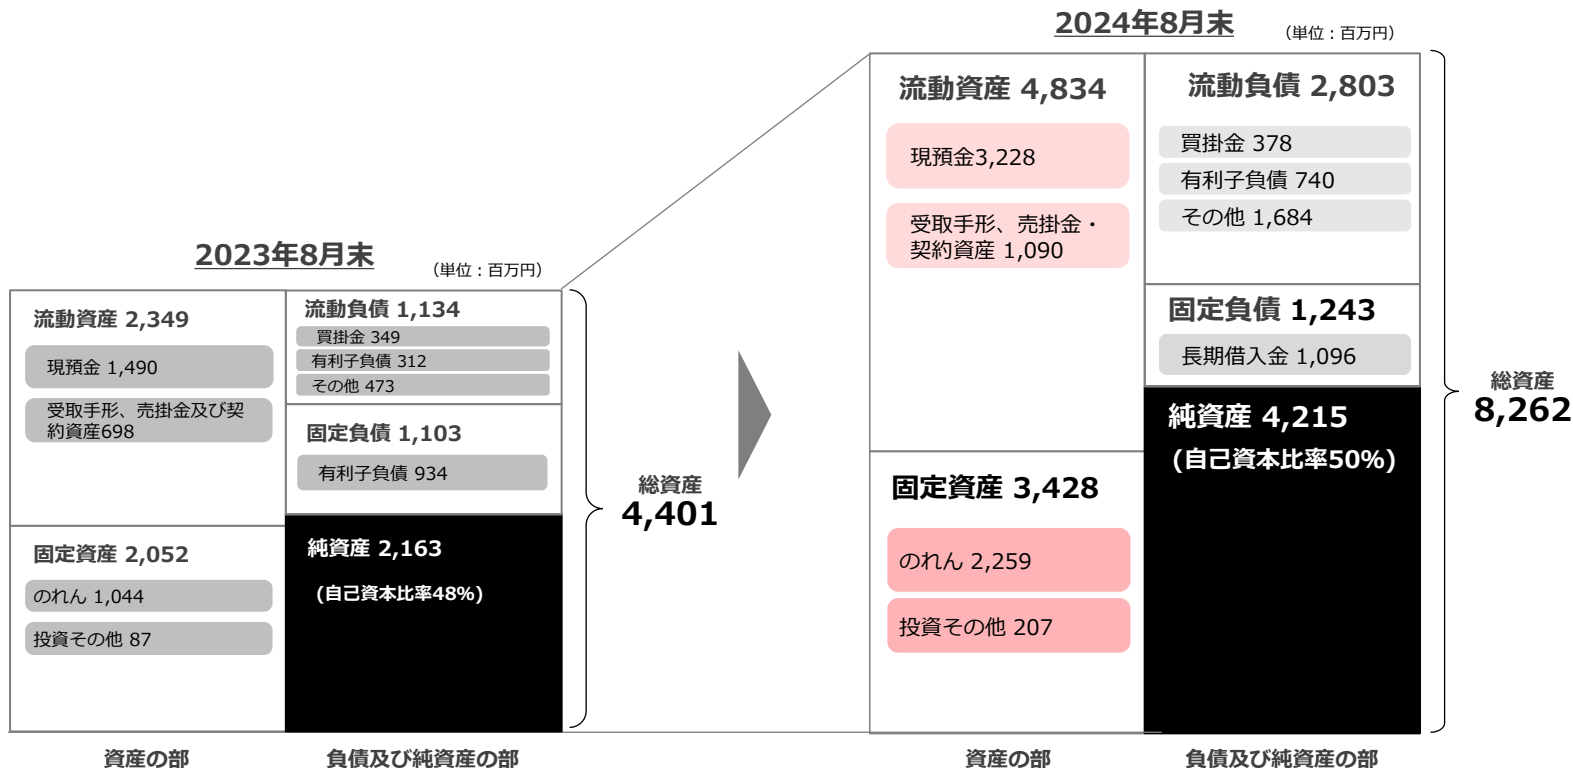 2023年8月末
（単位：百万円）
流動資産 2,349
現預金 1,490
受取手形、売掛金及び契
約資産698
固定資産 2,052
のれん 1,044
投資その他 87
流動負債 1,134
買掛金 349
有利子負債 312
その他 473
固定負債 1,103
有利子負債 934
純資産 2,163
(自己資本比率48%)
総資産
4,401
資産の部
負債及び純資産の部
2024年8月末
（単位：百万円）
流動資産 4,834
現預金3,228
受取手形、売掛金・
契約資産 1,090
固定資産 3,428
のれん 2,259
投資その他 207
流動負債 2,803
買掛金 378
有利子負債 740
その他 1,684
固定負債 1,243
長期借入金 1,096
純資産 4,215
(自己資本比率50%)
総資産
8,262
資産の部
負債及び純資産の部